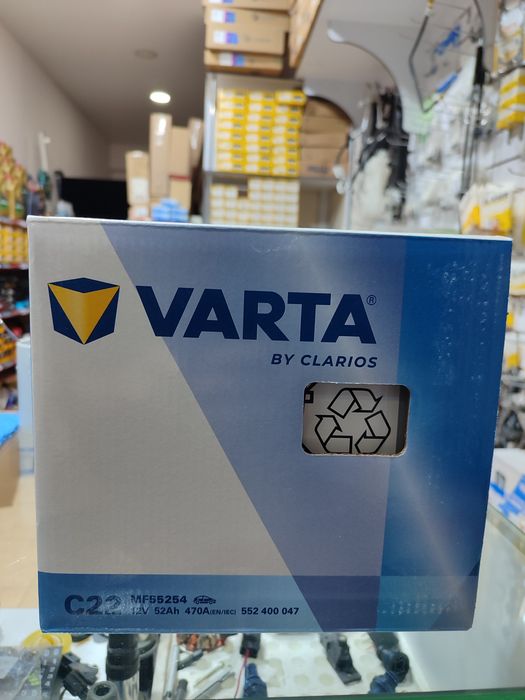 VARTA®
BY CLARIOS
C22 MF55254
12V 52Ah 470A(EN/IEC) 552 400 047